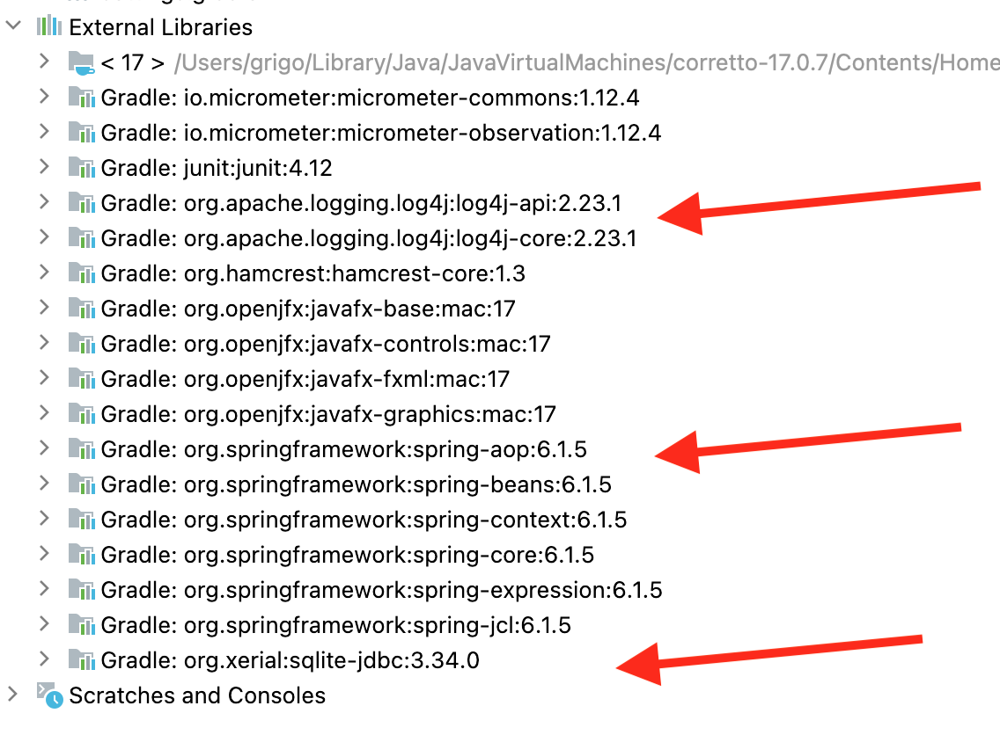 External Libraries
< 17 > /Users/grigo/Library/Java/JavaVirtualMachines/corretto-17.0.7/Contents/Home
Gradle: io.micrometer:micrometer-commons:1.12.4
Gradle: io.micrometer:micrometer-observation:1.12.4
Gradle: junit:junit:4.12
Gradle: org.apache.logging.log4j:log4j-api:2.23.1
Gradle: org.apache.logging.log4j:log4j-core:2.23.1
Gradle: org.hamcrest:hamcrest-core:1.3
Gradle: org.openjfx:javafx-base:mac:17
Gradle: org.openjfx:javafx-controls:mac:17
Gradle: org.openjfx:javafx-fxml:mac:17
Gradle: org.openjfx:javafx-graphics:mac:17
Gradle: org.springframework:spring-aop:6.1.5
Gradle: org.springframework:spring-beans:6.1.5
Gradle: org.springframework:spring-context:6.1.5
Gradle: org.springframework:spring-core:6.1.5
Gradle: org.springframework:spring-expression:6.1.5
Gradle: org.springframework:spring-jcl:6.1.5
Gradle: org.xerial:sqlite-jdbc:3.34.0
Scratches and Consoles